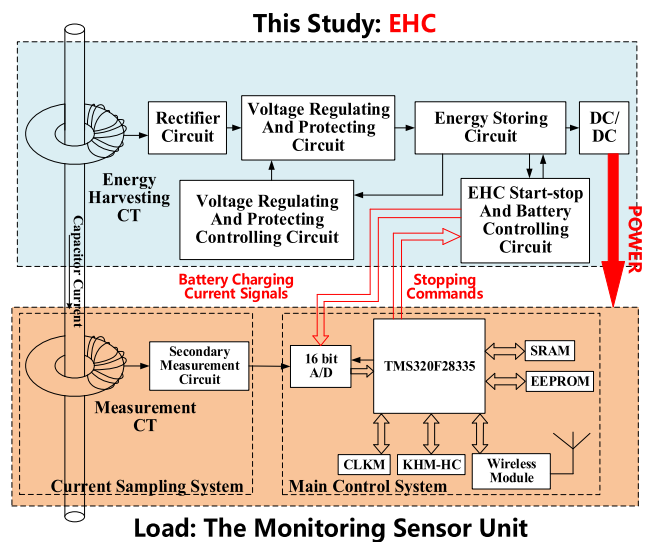 This Study: EHC
Rectifier
Circuit
Voltage Regulating
And Protecting
Circuit
Energy Storing
Circuit
DC/
DC
Energy
Harvesting
CT
Voltage Regulating
And Protecting
Controlling Circuit
EHC Start-stop
And Battery
Controlling
Circuit
POWER
Capacitor Current
Battery Charging
Current Signals
Stopping
Commands
Secondary
Measurement
Circuit
16 bit
A/D
TMS320F28335
SRAM
EEPROM
Measurement
CT
CLKM
KHM-HC
Wireless
Module
Current Sampling System
Main Control System
Load: The Monitoring Sensor Unit